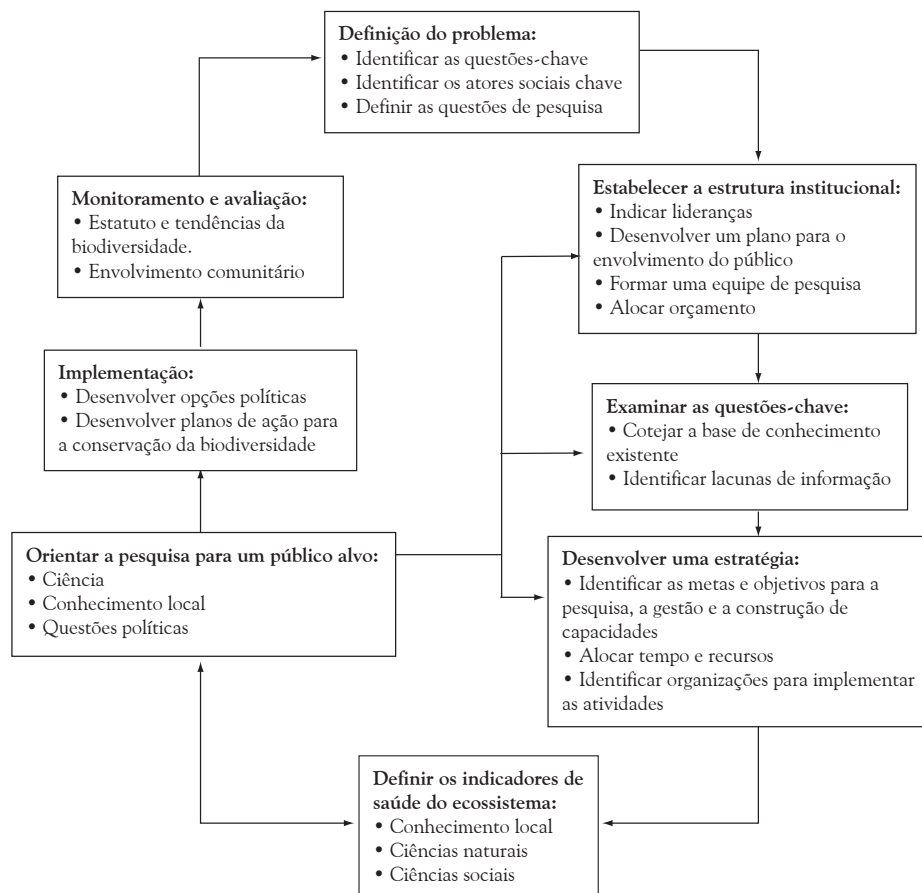 Definição do problema:
• Identificar as questões-chave
• Identificar os atores sociais chave
• Definir as questões de pesquisa
Estabelecer a estrutura institucional:
• Indicar lideranças
• Desenvolver um plano para o
envolvimento do público
• Formar uma equipe de pesquisa
• Alocar orçamento
Examinar as questões-chave:
• Cotejar a base de conhecimento
existente
• Identificar lacunas de informação
Desenvolver uma estratégia:
• Identificar as metas e objetivos para a
pesquisa, a gestão e a construção de
capacidades
• Alocar tempo e recursos
• Identificar organizações para implementar
as atividades
Definir os indicadores de
saúde do ecossistema:
• Conhecimento local
• Ciências naturais
• Ciências sociais
Orientar a pesquisa para um público alvo:
• Ciência
• Conhecimento local
• Questões políticas
Implementação:
• Desenvolver opções políticas
• Desenvolver planos de ação para
a conservação da biodiversidade
Monitoramento e avaliação:
• Estatuto e tendências da
biodiversidade.
• Envolvimento comunitário